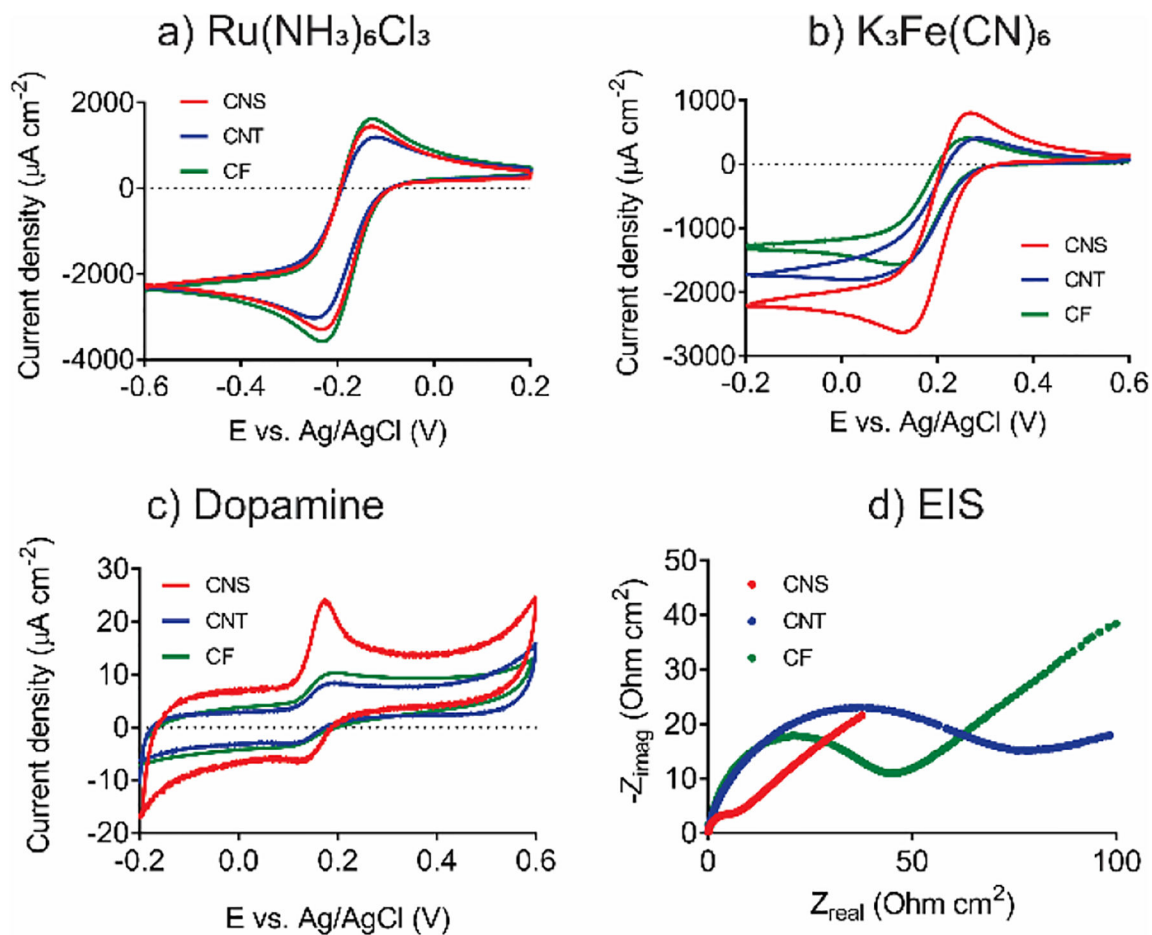 a) Ru(NH₃)₆Cl₃
Current density (µA cm⁻²)
2000
0
-2000
-4000
CNS
CNT
CF
-0.6
-0.4
-0.2
0.0
0.2
E vs. Ag/AgCl (V)
b) K₃Fe(CN)₆
Current density (µA cm⁻²)
1000
0
-1000
-2000
-3000
CNS
CNT
CF
-0.2
0.0
0.2
0.4
0.6
E vs. Ag/AgCl (V)
c) Dopamine
Current density (µA cm⁻²)
30
20
10
0
-10
-20
CNS
CNT
CF
-0.2
0.0
0.2
0.4
0.6
E vs. Ag/AgCl (V)
d) EIS
-Zimag (Ohm cm²)
50
40
30
20
10
0
CNS
CNT
CF
0
50
100
Zreal (Ohm cm²)